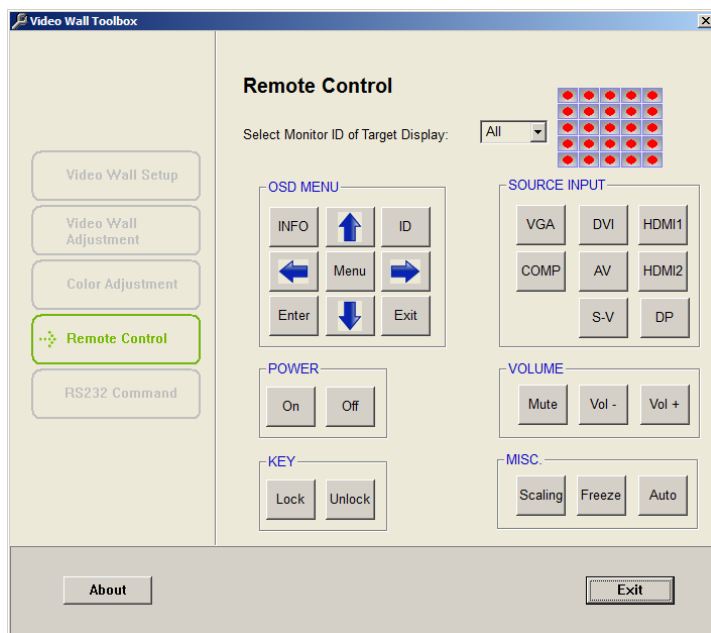 Video Wall Toolbox
Video Wall Setup
Video Wall
Adjustment
Color Adjustment
Remote Control
RS232 Command
Remote Control
Select Monitor ID of Target Display:
All
OSD MENU
INFO
ID
Menu
Enter
Exit
SOURCE INPUT
VGA
DVI
HDMI1
COMP
AV
HDMI2
S-V
DP
POWER
On
Off
VOLUME
Mute
Vol -
Vol +
KEY
Lock
Unlock
MISC.
Scaling
Freeze
Auto
About
Exit